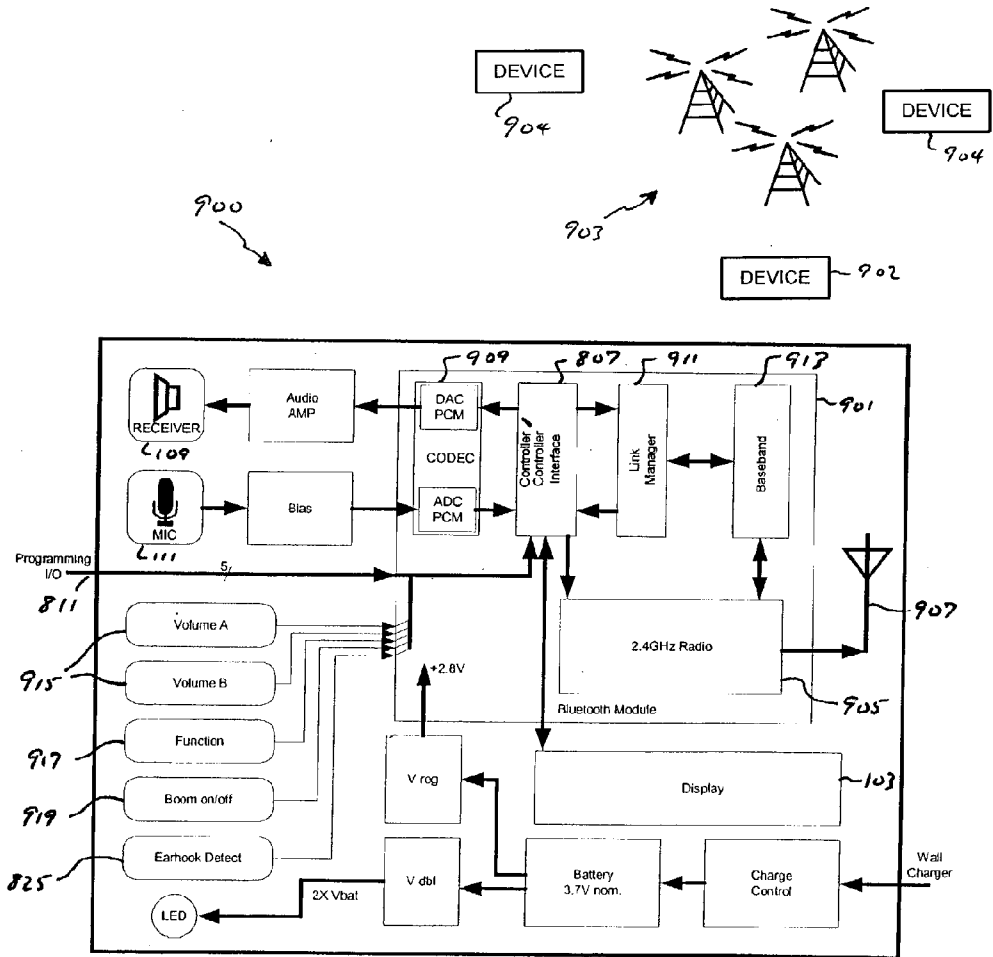 DEVICE
904
DEVICE
904
900
903
DEVICE
902
909
807
911
913
901
RECEIVER
109
Audio
AMP
DAC
PCM
CODEC
ADC
PCM
Controller/
Controller
Interface
Link
Manager
Baseband
MIC
111
Bias
Programming
I/O
811
5
907
Volume A
915
Volume B
+2.8V
2.4GHz Radio
905
Bluetooth Module
Function
917
V rog
Display
103
Boom on/off
919
Earhook Detect
825
V dbl
Battery
3.7V nom.
Charge
Control
Wall
Charger
LED
2X Vbat